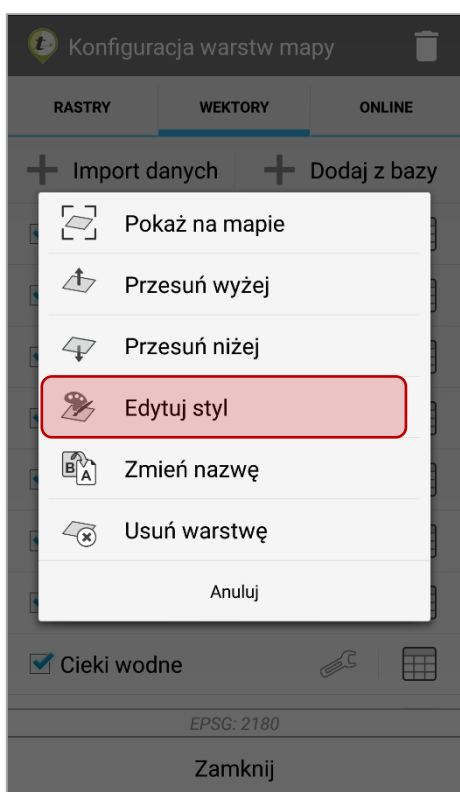 Konfiguracja warstw mapy
RASTRY WEKTORY ONLINE
Import danych Dodaj z bazy
Pokaż na mapie
Przesuń wyżej
Przesuń niżej
Edytuj styl
Zmień nazwę
Usuń warstwę
Anuluj
Cieki wodne
EPSG: 2180
Zamknij